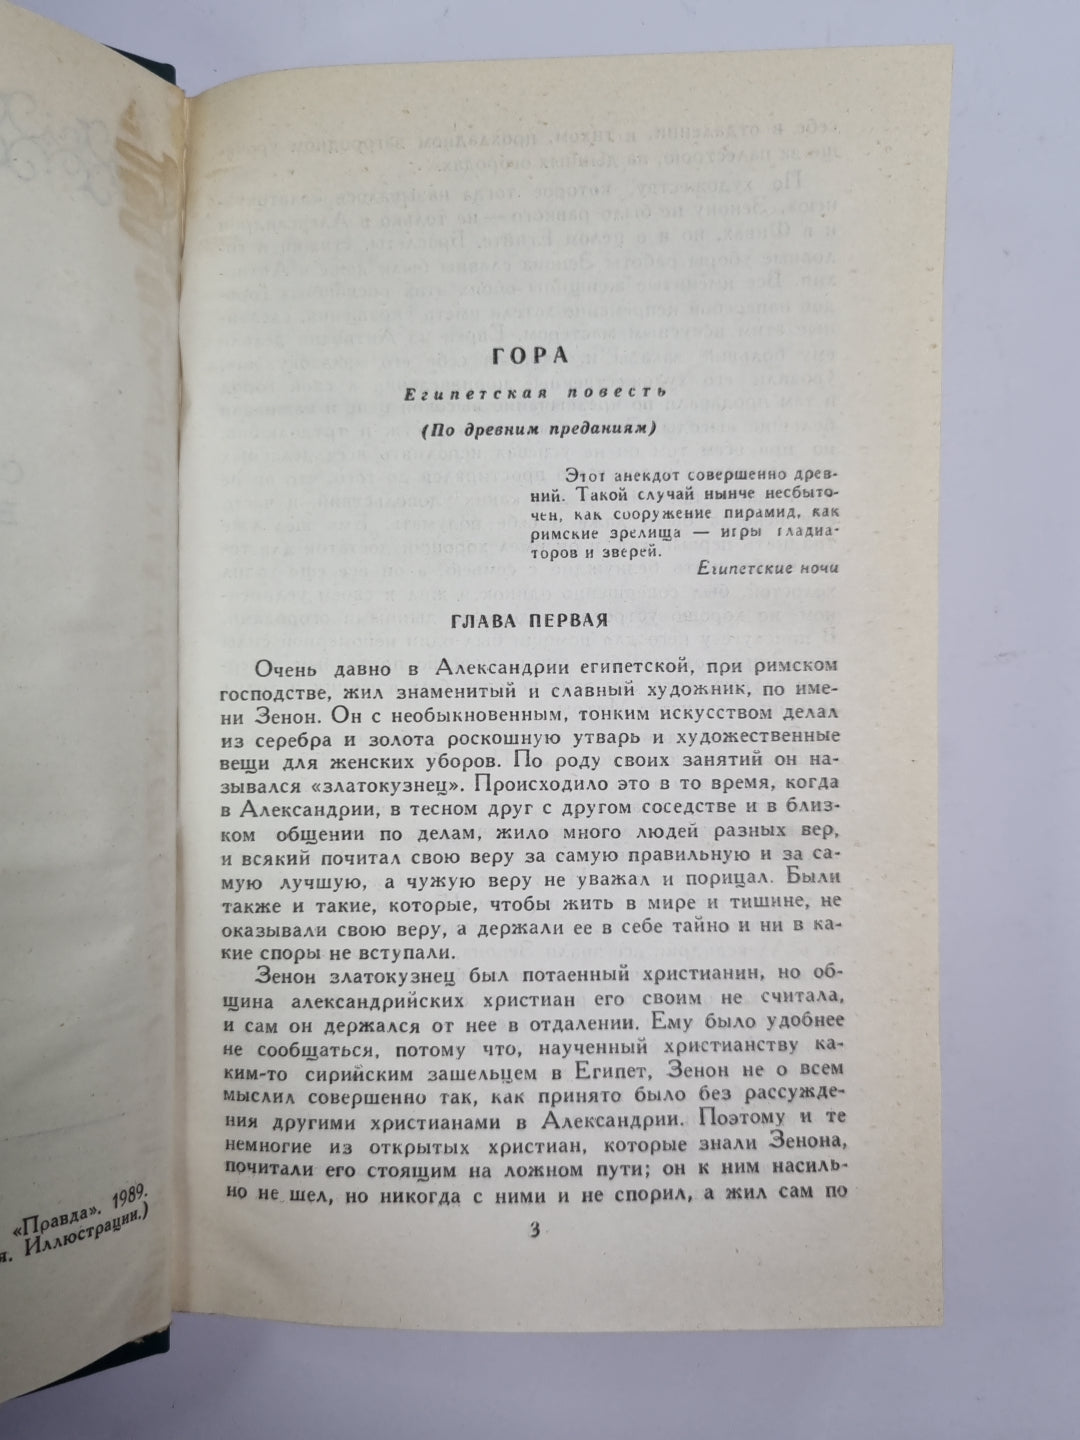 «Правда». 1989.
Иллюстрации.)
ГОРА
Египетская повесть
(По древним преданиям)
Этот анекдот совершенно древ-
ний. Такой случай нынче несбыто-
чен, как сооружение пирамид, как
римские зрелища — игры гладиа-
торов и зверей.
Египетские ночи
ГЛАВА ПЕРВАЯ
Очень давно в Александрии египетской, при римском
господстве, жил знаменитый и славный художник, по име-
ни Зенон. Он с необыкновенным, тонким искусством делал
из серебра и золота роскошную утварь и художественные
вещи для женских уборов. По роду своих занятий он на-
зывался «златокузнец». Происходило это в то время, когда
в Александрии, в тесном друг с другом соседстве и в близ-
ком общении по делам, жило много людей разных вер,
и всякий почитал свою веру за самую правильную и за са-
мую лучшую, а чужую веру не уважал и порицал. Были
также и такие, которые, чтобы жить в мире и тишине, не
оказывали свою веру, а держали ее в себе тайно и ни в ка-
кие споры не вступали.
Зенон златокузнец был потаенный христианин, но об-
щина александрийских христиан его своим не считала,
и сам он держался от нее в отдалении. Ему было удобнее
не сообщаться, потому что, наученный христианству ка-
ким-то сирийским зашельцем в Египет, Зенон не о всем
мыслил совершенно так, как принято было без рассужде-
ния другими христианами в Александрии. Поэтому и те
немногие из открытых христиан, которые знали Зенона,
почитали его стоящим на ложном пути; он к ним насиль-
но не шел, но никогда с ними и не спорил, а жил сам по
3